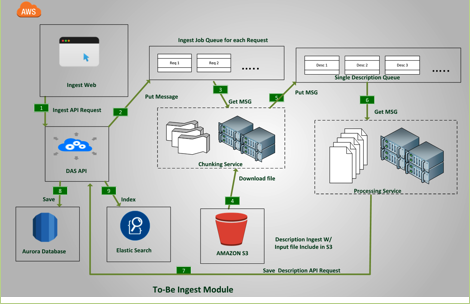 AWS
Ingest Job Queue for each Request
Req 1
Req 2
.....
Desc 1
Desc 2
Desc 3
.....
Single Description Queue
Ingest Web
1
Ingest API Request
2
Put Message
3
Get MSG
5
Put MSG
6
Get MSG
DAS API
Chunking Service
Processing Service
Download file
4
8
Save
9
Index
Aurora Database
Elastic Search
AMAZON S3
Description Ingest W/
Input file Include in S3
7
Save Description API Request
To-Be Ingest Module